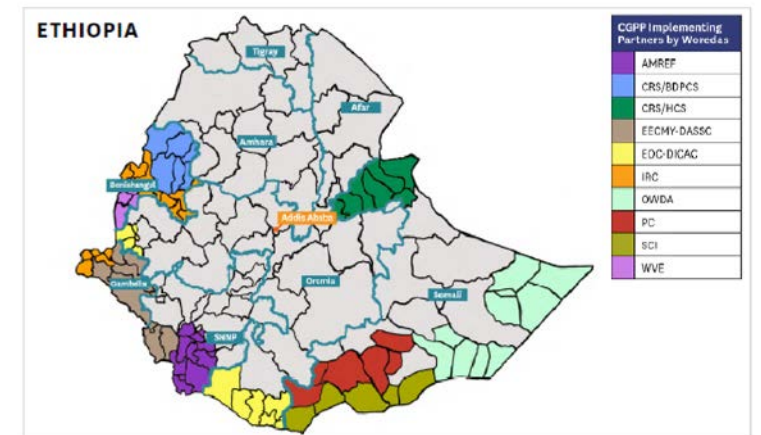 ETHIOPIA
CGPP Implementing
Partners by Woredas
AMREF
CRS/BDPCS
CRS/HCS
EECMY-DASSC
EOC-DICAC
IRC
OWDA
PC
SCI
WVE
Tigray
Afar
Amhara
Benishangul
Addis Ababa
Gambella
Oromia
Somali
SNNP